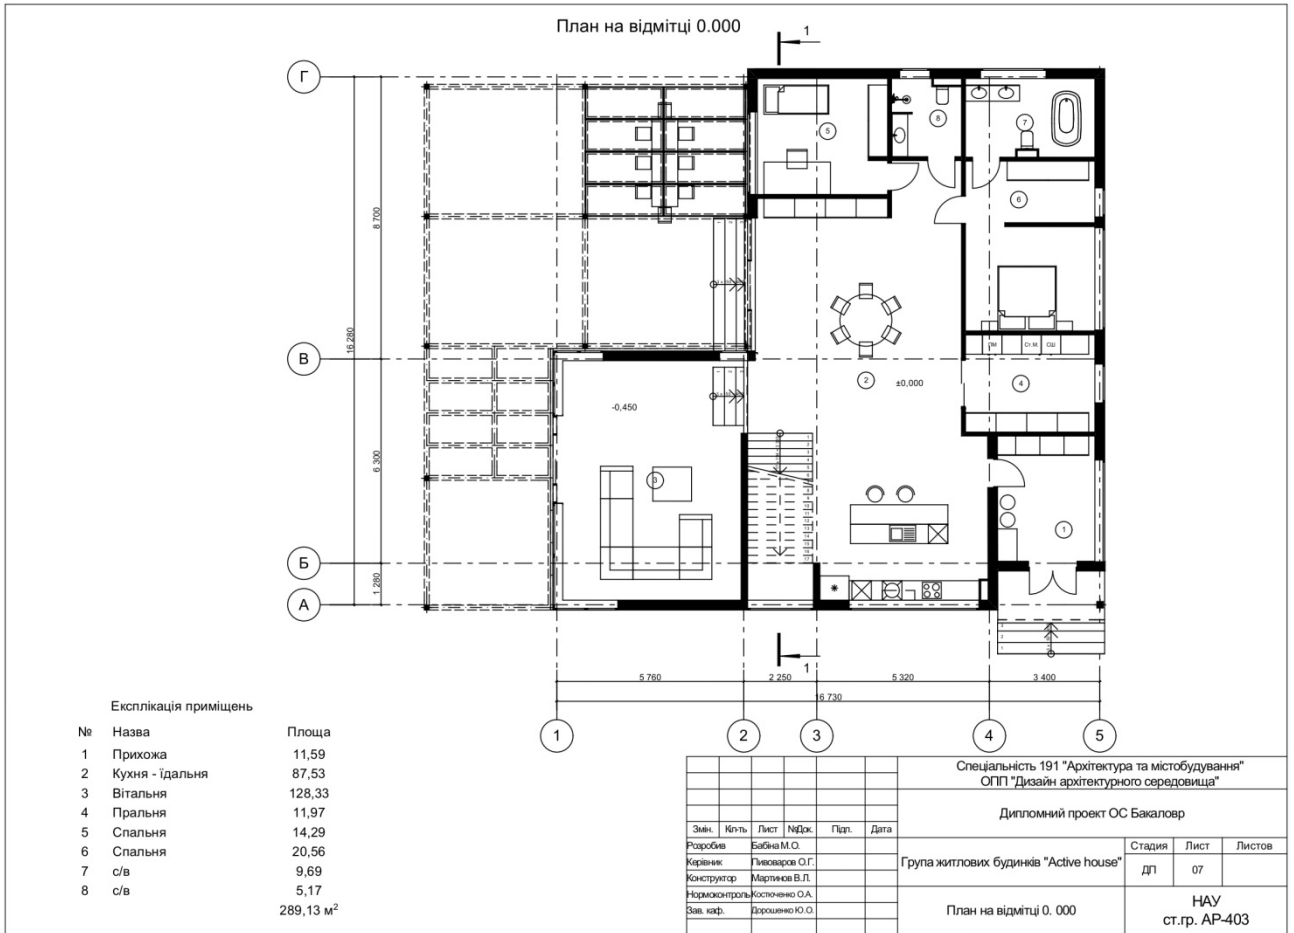 План на відмітці 0.000
1
Г
В
Б
А
8 700
16 280
6 300
1 280
5
8
7
6
2
±0,000
-0,450
ПМ
Ст.М.
СШ
4
3
1
1
5 760
2 250
5 320
3 400
16 730
1
2
3
4
5
Експлікація приміщень
№ Назва Площа
1 Прихожа 11,59
2 Кухня - їдальня 87,53
3 Вітальня 128,33
4 Пральня 11,97
5 Спальня 14,29
6 Спальня 20,56
7 с/в 9,69
8 с/в 5,17
289,13 м²
Спеціальність 191 "Архітектура та містобудування"
ОПП "Дизайн архітектурного середовища"
Дипломний проект ОС Бакаловр
Змін. Кіл-ть Лист №Док. Підп. Дата
Розробив Бабіна М.О.
Керівник Пивоваров О.Г.
Конструктор Мартинов В.Л.
Нормоконтроль Костюченко О.А.
Зав. каф. Дорошенко Ю.О.
Група житлових будинків "Active house"
Стадия Лист Листов
ДП 07
План на відмітці 0. 000
НАУ
ст.гр. АР-403